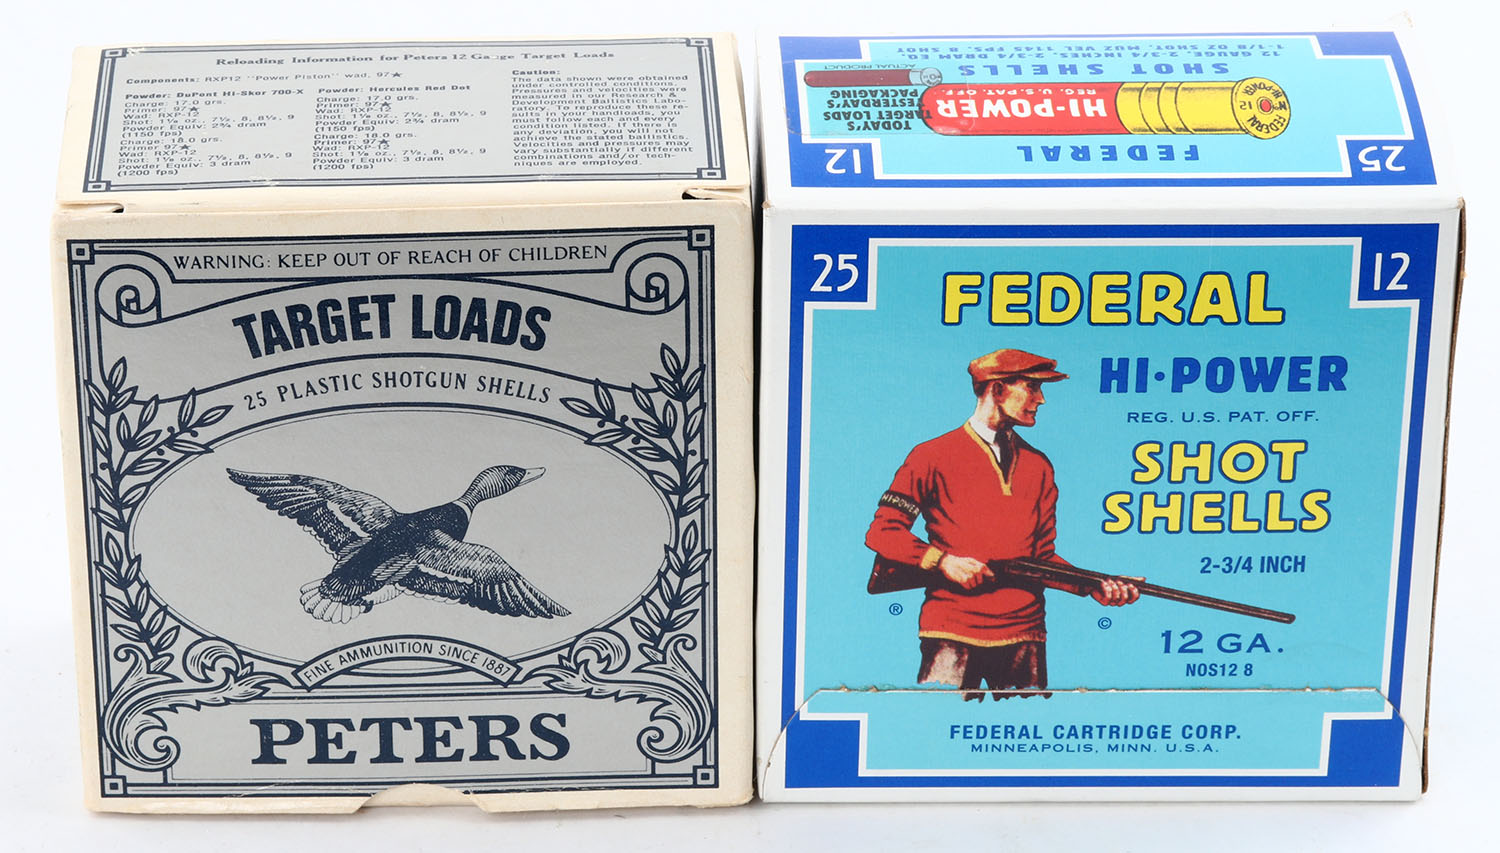 Reloading Information for Peters 12 Gauge Target Loads
Components: RXP12 "Power Piston" wad, 97★
Powder: DuPont Hi-Skor 700-X
Charge: 17.0 grs.
Primer: 97★
Wad: RXP-12
Shot: 1⅛ oz., 7½, 8, 8½, 9
Powder Equiv: 2¾ dram
(1150 fps)
Charge: 18.0 gr.
Primer: 97★
Wad: RXP-12
Shot: 1⅛ oz., 7½, 8, 8½, 9
Powder Equiv: 3 dram
(1200 fps)
Powder: Hercules Red Dot
Charge: 17.0 grs.
Primer: 97★
Wad: RXP-12
Shot: 1⅛ oz., 7½, 8, 8½, 9
Powder Equiv: 2¾ dram
(1150 fps)
Charge: 18.0 grs.
Primer: 97★
Wad: RXP-12
Shot: 1⅛ oz., 7½, 8, 8½, 9
Powder Equiv: 3 dram
(1200 fps)
Caution:
The data shown were obtained
under controlled conditions.
Pressures and velocities were
measured in our Research &
Development Ballistics Labo-
ratory. To reproduce these re-
sults in your handloads, you
must follow each and every
condition listed. If there is
any deviation, you will not
achieve the stated ballistics.
Velocities and pressures may
vary substantially if different
combinations and/or tech-
niques are employed.
WARNING: KEEP OUT OF REACH OF CHILDREN
TARGET LOADS
25 PLASTIC SHOTGUN SHELLS
FINE AMMUNITION SINCE 1887
PETERS
25
12
FEDERAL
HI-POWER
REG. U.S. PAT. OFF.
FEDERAL
12
TODAY'S
TARGET LOADS
YESTERDAY'S
PACKAGING
SHOT SHELLS
ACTUAL PRODUCT
12 GAUGE, 2-3/4 INCHES, 2-3/4 DRAM EQ.
1-1/8 OZ SHOT, MUZ VEL 1145 FPS, 8 SHOT
25
12
FEDERAL
HI·POWER
REG. U.S. PAT. OFF.
SHOT
SHELLS
2-3/4 INCH
HI-POWER
®
©
12 GA.
NOS12 8
FEDERAL CARTRIDGE CORP.
MINNEAPOLIS, MINN. U.S.A.